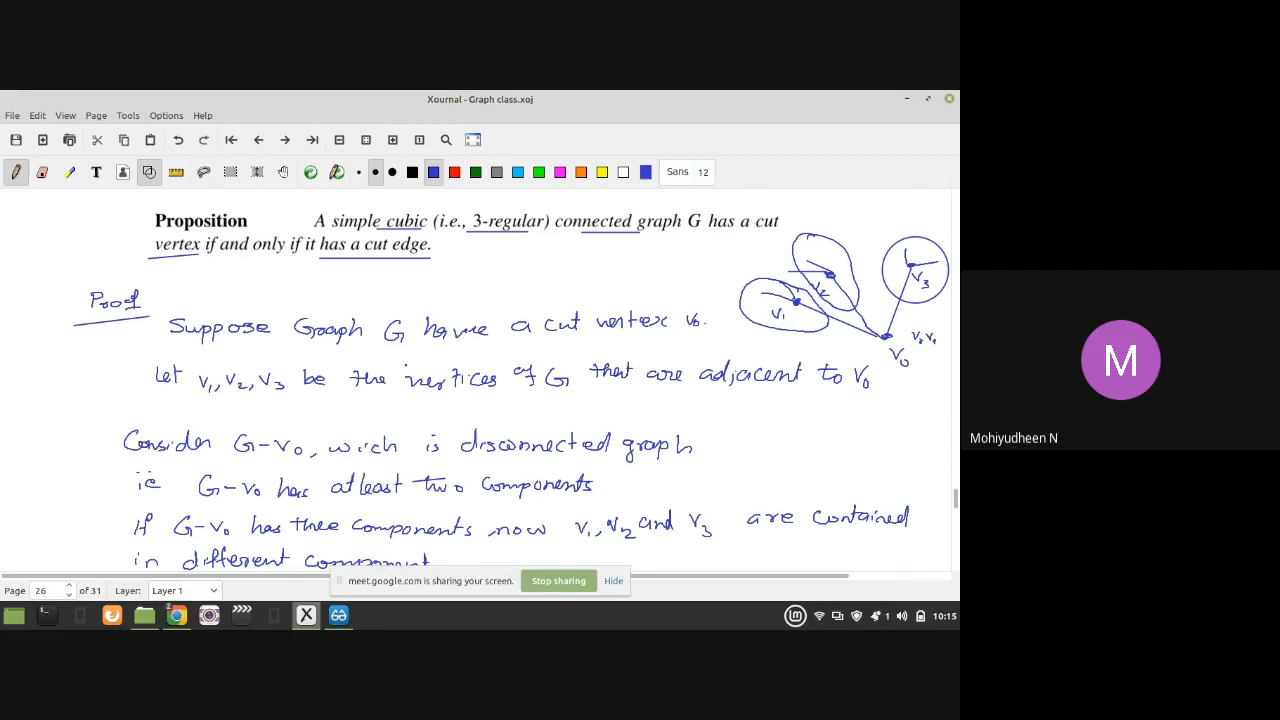 Xournal - Graph class.xoj
File Edit View Page Tools Options Help
Sans 12
Proposition A simple cubic (i.e., 3-regular) connected graph G has a cut
vertex if and only if it has a cut edge.
Proof
Suppose Graph G have a cut vertex v₀.
Let v₁, v₂, v₃ be the vertices of G that are adjacent to v₀
v₁
v₂
v₃
v₀
Consider G-v₀, wich is disconnected graph
ie G-v₀ has atleast two components
If G-v₀ has three components, now v₁, v₂ and v₃ are contained
in different component
meet.google.com is sharing your screen. Stop sharing Hide
Page 26 of 31 Layer: Layer 1
1 10:15
M
Mohiyudheen N